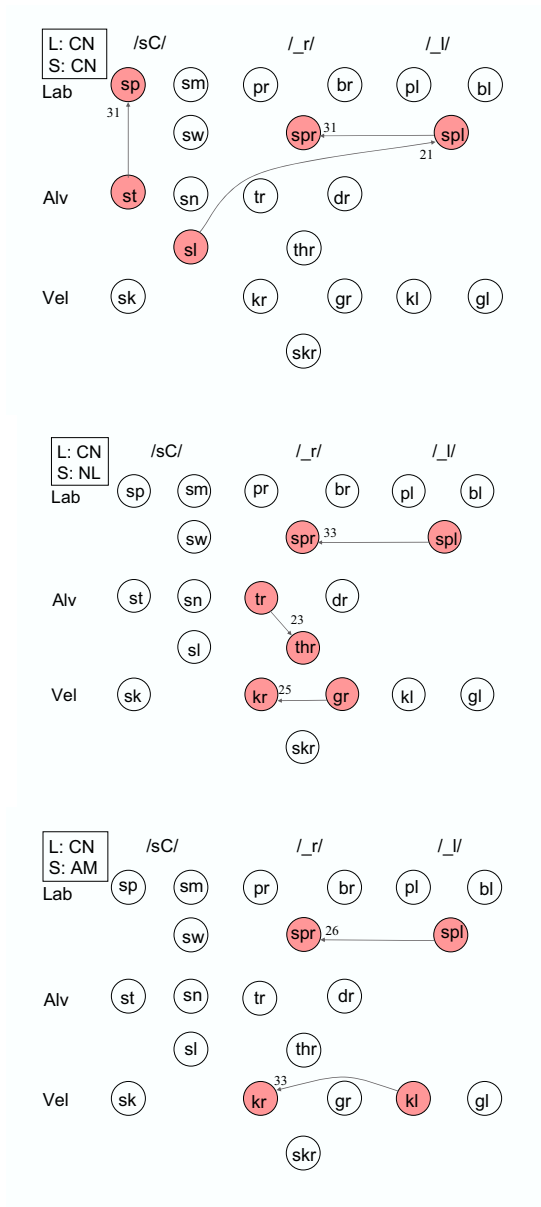 L: CN /sC/ /_r/ /_l/
S: CN
Lab sp sm pr br pl bl
31 sw spr 31 spl
21
Alv st sn tr dr
sl thr
Vel sk kr gr kl gl
skr
L: CN /sC/ /_r/ /_l/
S: NL
Lab sp sm pr br pl bl
sw spr 33 spl
Alv st sn tr dr
23
sl thr
Vel sk kr 25 gr kl gl
skr
L: CN /sC/ /_r/ /_l/
S: AM
Lab sp sm pr br pl bl
sw spr 26 spl
Alv st sn tr dr
sl thr
Vel sk kr 33 gr kl gl
skr